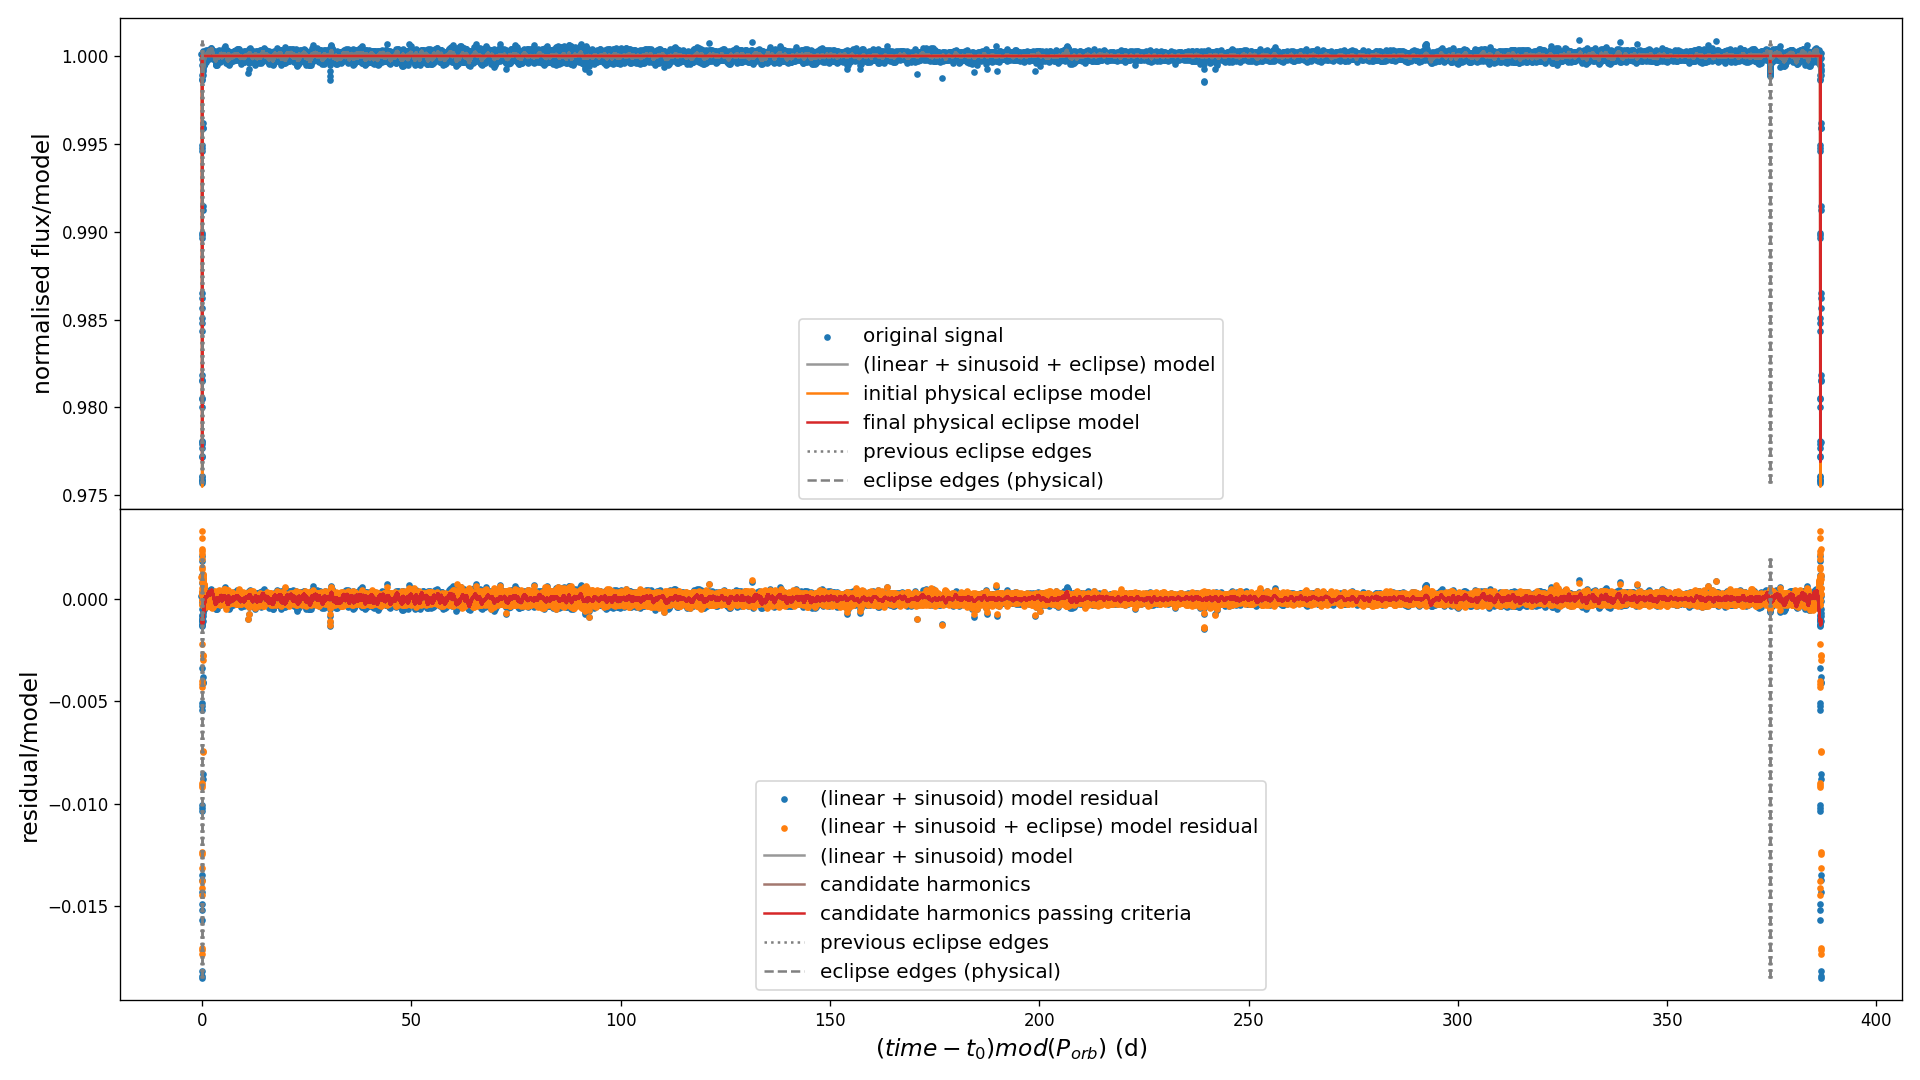 normalised flux/model
1.000
0.995
0.990
0.985
0.980
0.975
original signal
(linear + sinusoid + eclipse) model
initial physical eclipse model
final physical eclipse model
previous eclipse edges
eclipse edges (physical)
residual/model
0.000
−0.005
−0.010
−0.015
(linear + sinusoid) model residual
(linear + sinusoid + eclipse) model residual
(linear + sinusoid) model
candidate harmonics
candidate harmonics passing criteria
previous eclipse edges
eclipse edges (physical)
0 50 100 150 200 250 300 350 400
(time − t₀)mod(Pₒᵣb) (d)